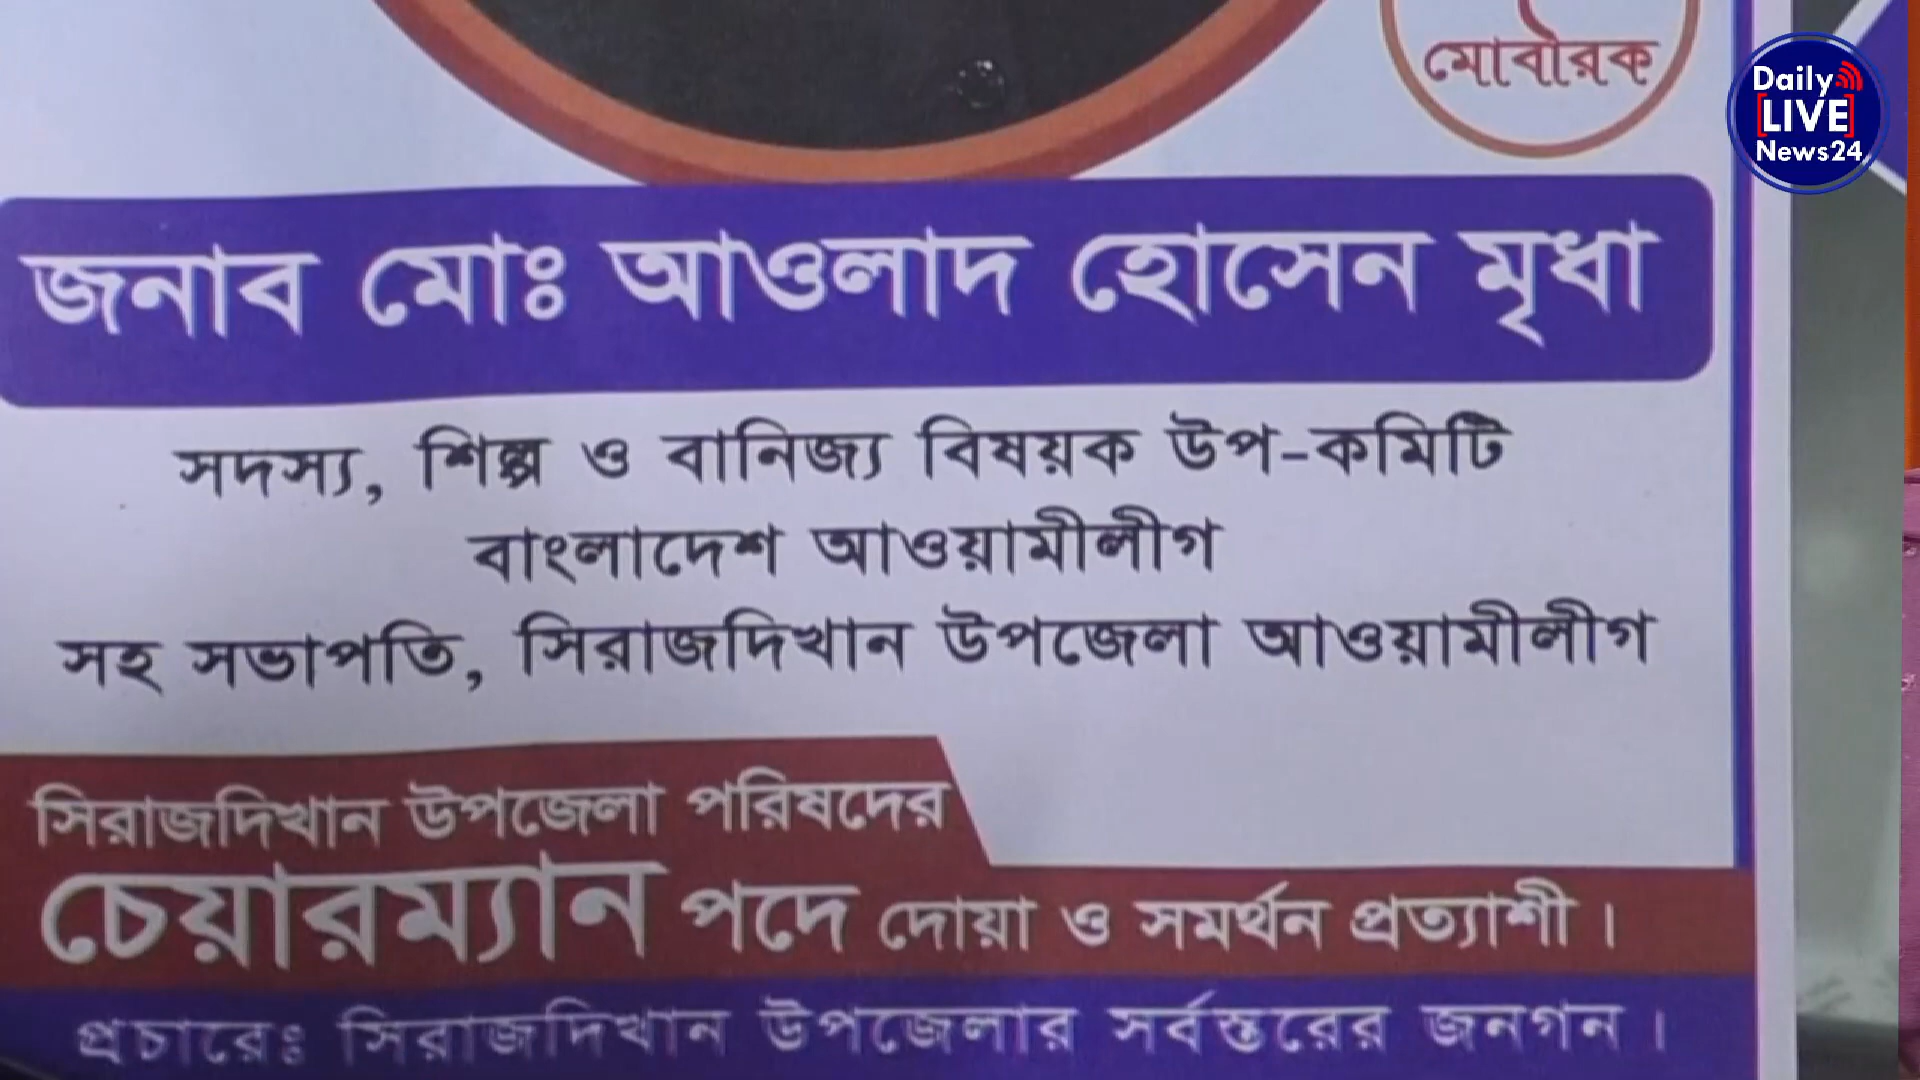 মোবারক
Daily
[LIVE]
News24
জনাব মোঃ আওলাদ হোসেন মৃধা
সদস্য, শিল্প ও বানিজ্য বিষয়ক উপ-কমিটি
বাংলাদেশ আওয়ামীলীগ
সহ সভাপতি, সিরাজদিখান উপজেলা আওয়ামীলীগ
সিরাজদিখান উপজেলা পরিষদের
চেয়ারম্যান পদে দোয়া ও সমর্থন প্রত্যাশী।
প্রচারেঃ সিরাজদিখান উপজেলার সর্বস্তরের জনগন।